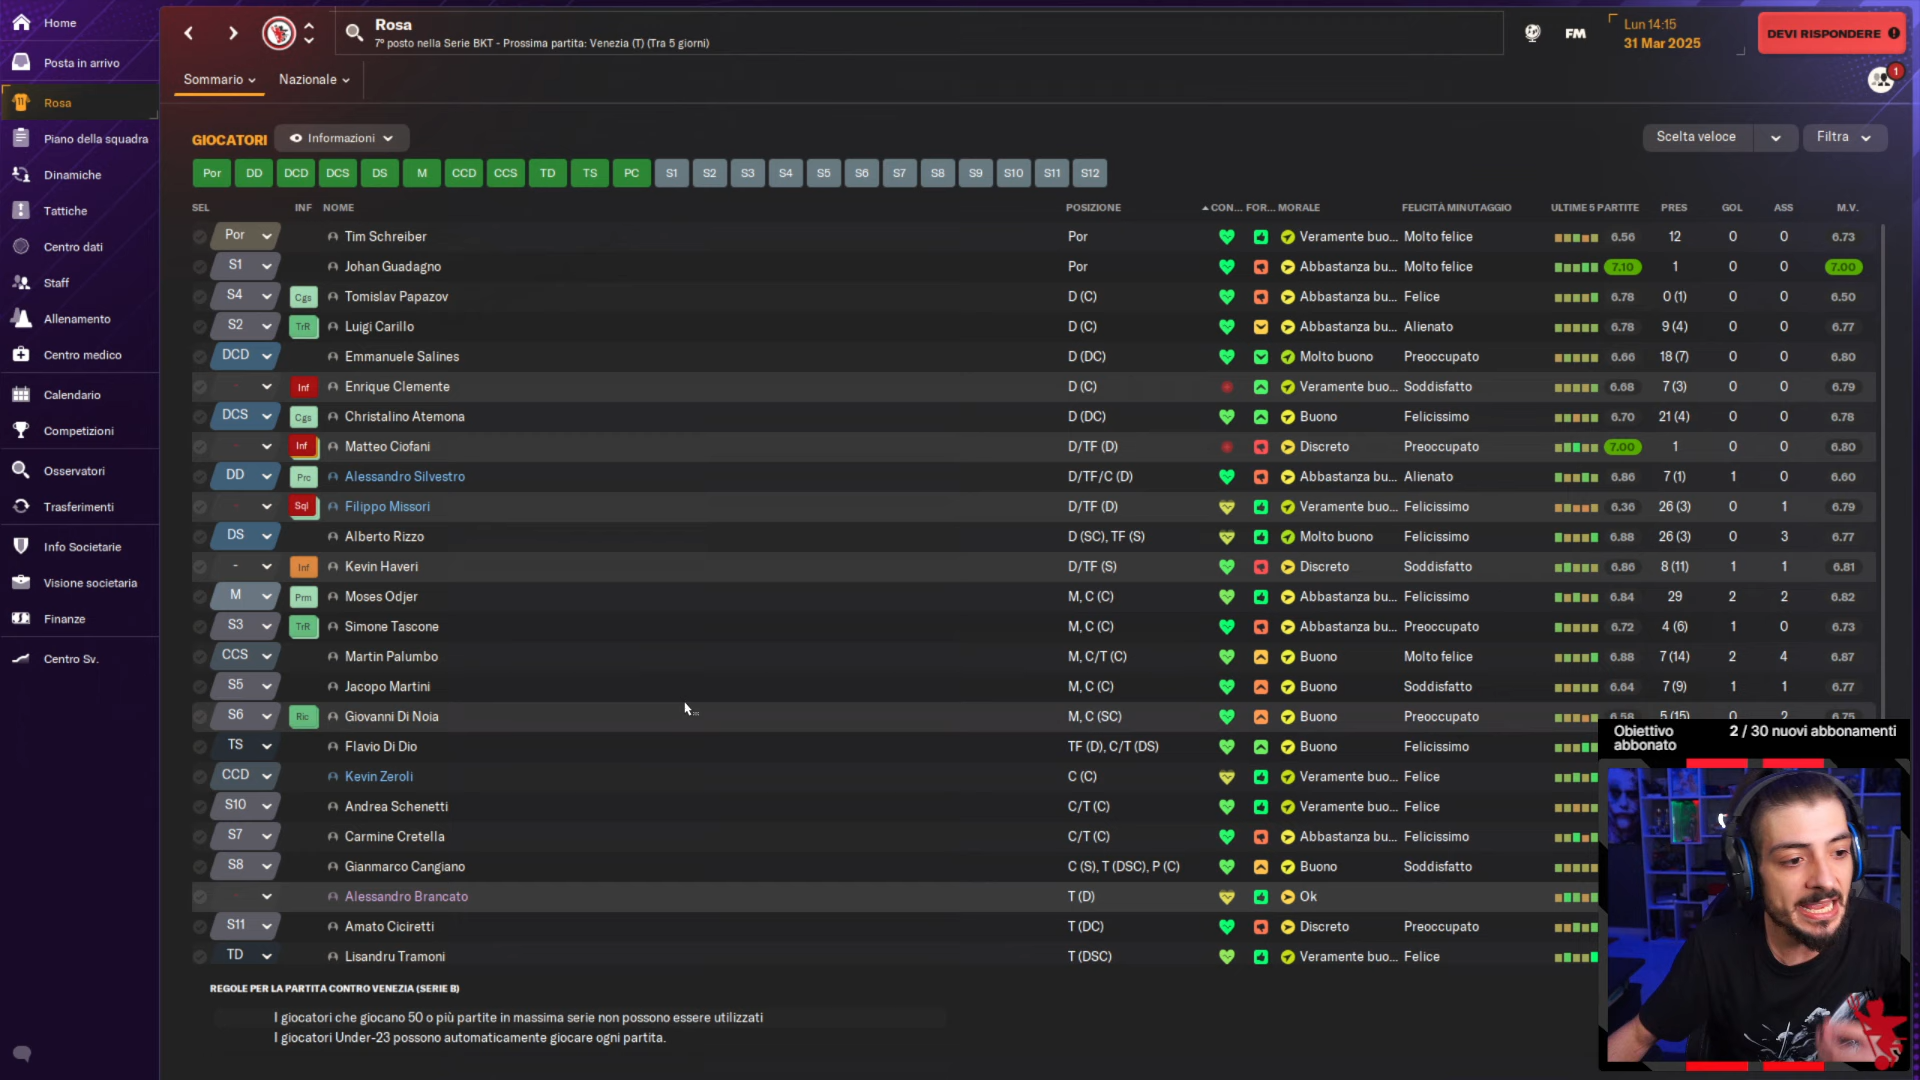 Home
Posta in arrivo
Rosa
Piano della squadra
Dinamiche
Tattiche
Centro dati
Staff
Allenamento
Centro medico
Calendario
Competizioni
Osservatori
Trasferimenti
Info Societarie
Visione societaria
Finanze
Centro Sv.
Rosa
7° posto nella Serie BKT - Prossima partita: Venezia (T) (Tra 5 giorni)
FM
Lun 14:15
31 Mar 2025
DEVI RISPONDERE
1
Sommario
Nazionale
GIOCATORI
Informazioni
Scelta veloce
Filtra
Por DD DCD DCS DS M CCD CCS TD TS PC S1 S2 S3 S4 S5 S6 S7 S8 S9 S10 S11 S12
SEL INF NOME POSIZIONE CON... FOR... MORALE FELICITÀ MINUTAGGIO ULTIME 5 PARTITE PRES GOL ASS M.V.
Por Tim Schreiber Por Veramente buo... Molto felice 6.56 12 0 0 6.73
S1 Johan Guadagno Por Abbastanza bu... Molto felice 7.10 1 0 0 7.00
S4 Cgs Tomislav Papazov D (C) Abbastanza bu... Felice 6.78 0 (1) 0 0 6.50
S2 TrR Luigi Carillo D (C) Abbastanza bu... Alienato 6.78 9 (4) 0 0 6.77
DCD Emmanuele Salines D (DC) Molto buono Preoccupato 6.66 18 (7) 0 0 6.80
- Inf Enrique Clemente D (C) Veramente buo... Soddisfatto 6.68 7 (3) 0 0 6.79
DCS Cgs Christalino Atemona D (DC) Buono Felicissimo 6.70 21 (4) 0 0 6.78
- Inf Matteo Ciofani D/TF (D) Discreto Preoccupato 7.00 1 0 0 6.80
DD Prc Alessandro Silvestro D/TF/C (D) Abbastanza bu... Alienato 6.86 7 (1) 1 0 6.60
- Sql Filippo Missori D/TF (D) Veramente buo... Felicissimo 6.36 26 (3) 0 1 6.79
DS Alberto Rizzo D (SC), TF (S) Molto buono Felicissimo 6.88 26 (3) 0 3 6.77
- Inf Kevin Haveri D/TF (S) Discreto Soddisfatto 6.86 8 (11) 1 1 6.81
M Prm Moses Odjer M, C (C) Abbastanza bu... Felicissimo 6.84 29 2 2 6.82
S3 TrR Simone Tascone M, C (C) Abbastanza bu... Preoccupato 6.72 4 (6) 1 0 6.73
CCS Martin Palumbo M, C/T (C) Buono Molto felice 6.88 7 (14) 2 4 6.87
S5 Jacopo Martini M, C (C) Buono Soddisfatto 6.64 7 (9) 1 1 6.77
S6 Ric Giovanni Di Noia M, C (SC) Buono Preoccupato 6.58 5 (15) 0 2 6.75
TS Flavio Di Dio TF (D), C/T (DS) Buono Felicissimo
CCD Kevin Zeroli C (C) Veramente buo... Felice
S10 Andrea Schenetti C/T (C) Veramente buo... Felice
S7 Carmine Cretella C/T (C) Abbastanza bu... Felicissimo
S8 Gianmarco Cangiano C (S), T (DSC), P (C) Buono Soddisfatto
Alessandro Brancato T (D) Ok
S11 Amato Ciciretti T (DC) Discreto Preoccupato
TD Lisandru Tramoni T (DSC) Veramente buo... Felice
Obiettivo abbonato
2 / 30 nuovi abbonamenti
REGOLE PER LA PARTITA CONTRO VENEZIA (SERIE B)
I giocatori che giocano 50 o più partite in massima serie non possono essere utilizzati
I giocatori Under-23 possono automaticamente giocare ogni partita.